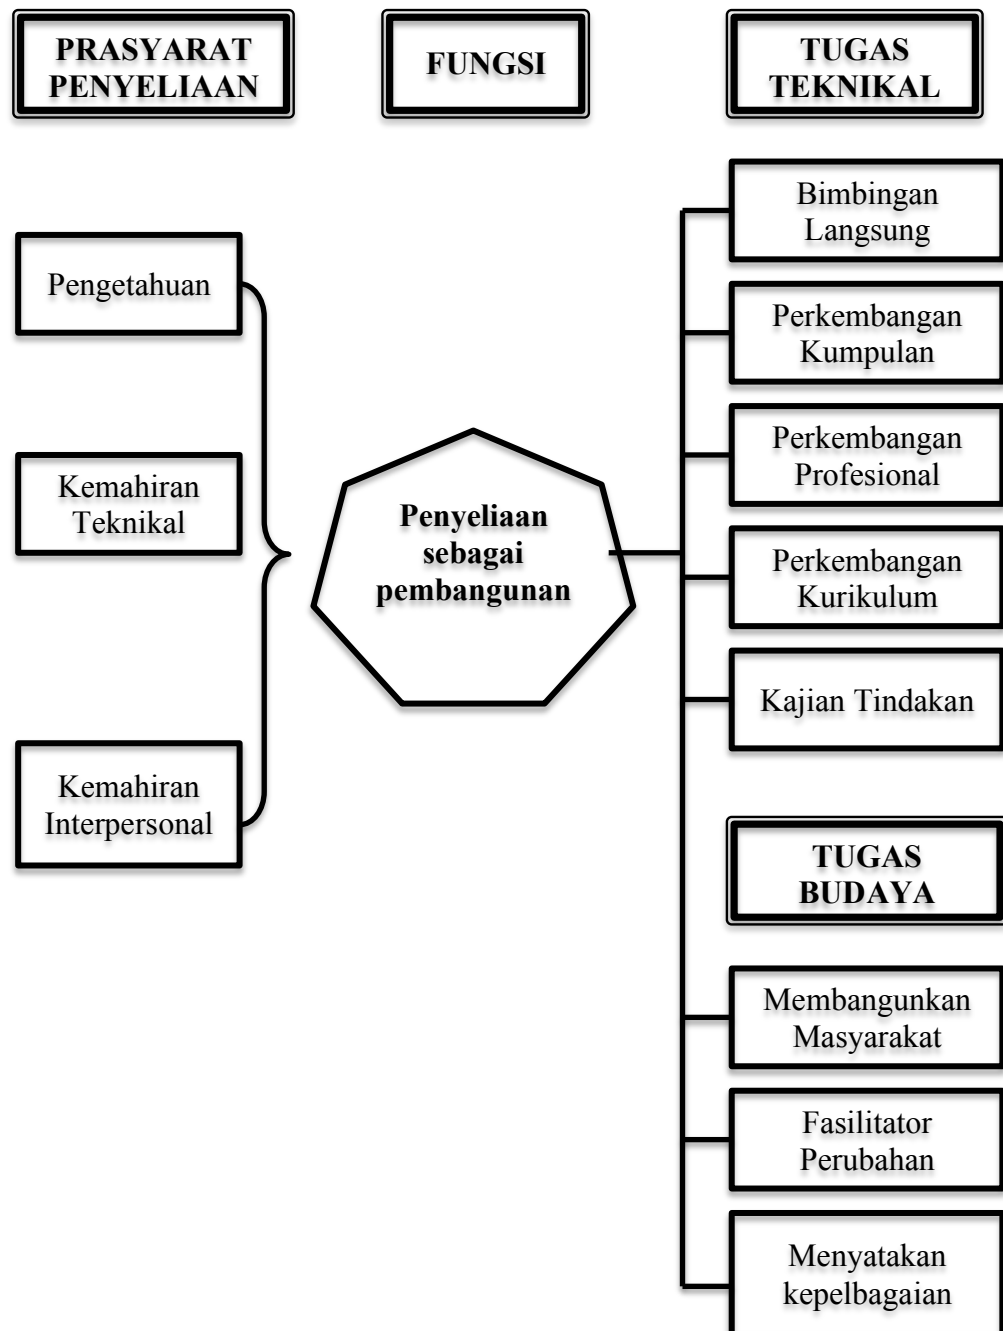 PRASYARAT
PENYELIAAN
FUNGSI
TUGAS
TEKNIKAL
Pengetahuan
Kemahiran
Teknikal
Kemahiran
Interpersonal
Penyeliaan
sebagai
pembangunan
Bimbingan
Langsung
Perkembangan
Kumpulan
Perkembangan
Profesional
Perkembangan
Kurikulum
Kajian Tindakan
TUGAS
BUDAYA
Membangunkan
Masyarakat
Fasilitator
Perubahan
Menyatakan
kepelbagaian